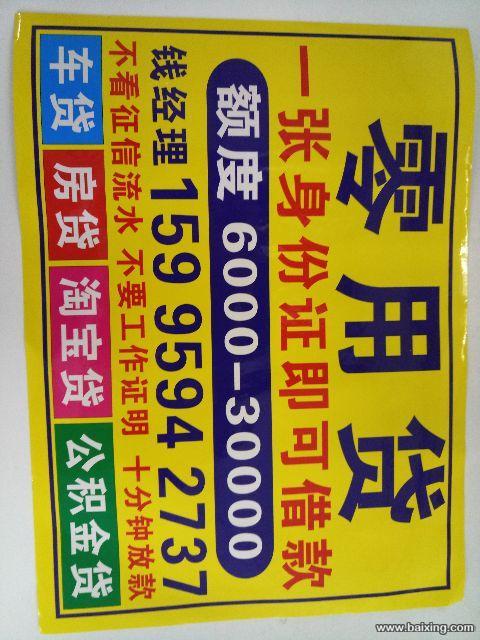 零用贷
一张身份证即可借款
额度 6000—30000
钱经理 159 9594 2737
不看征信流水 不要工作证明 十分钟放款
车贷 房贷 淘宝贷 公积金贷
www.baixing.com